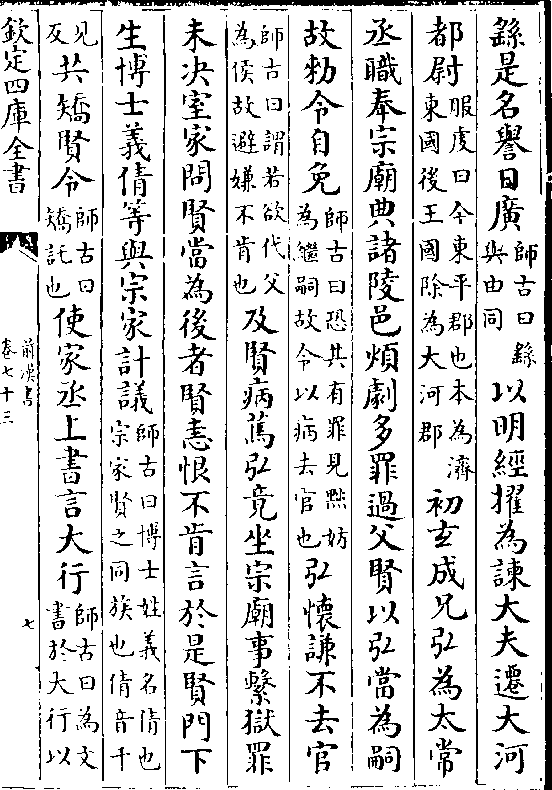 繇是名譽日廣師古曰繇與由同以明經擢為諫大夫遷大河
都尉服虔曰今東平郡也本為濟東國後王國除為大河郡初𤣥成兄弘為太常
丞職奉宗廟典諸陵邑煩劇多罪過父賢以弘當為嗣
故勅令自免師古曰恐其有罪見黜妨為繼嗣故令以病去官也弘懷謙不去官
師古曰謂若欲代父為侯故避嫌不肯也及賢病篤弘竟坐宗廟事繫獄罪
未决室家問賢當為後者賢恚恨不肯言於是賢門下
生博士義倩等與宗家計議師古曰博士姓義名倩也宗家賢之同族也倩音千
見反共矯賢令師古曰矯託也使家丞上書言大行師古曰為文書於大行以
欽定四庫全書
前漢書
卷七十三
七